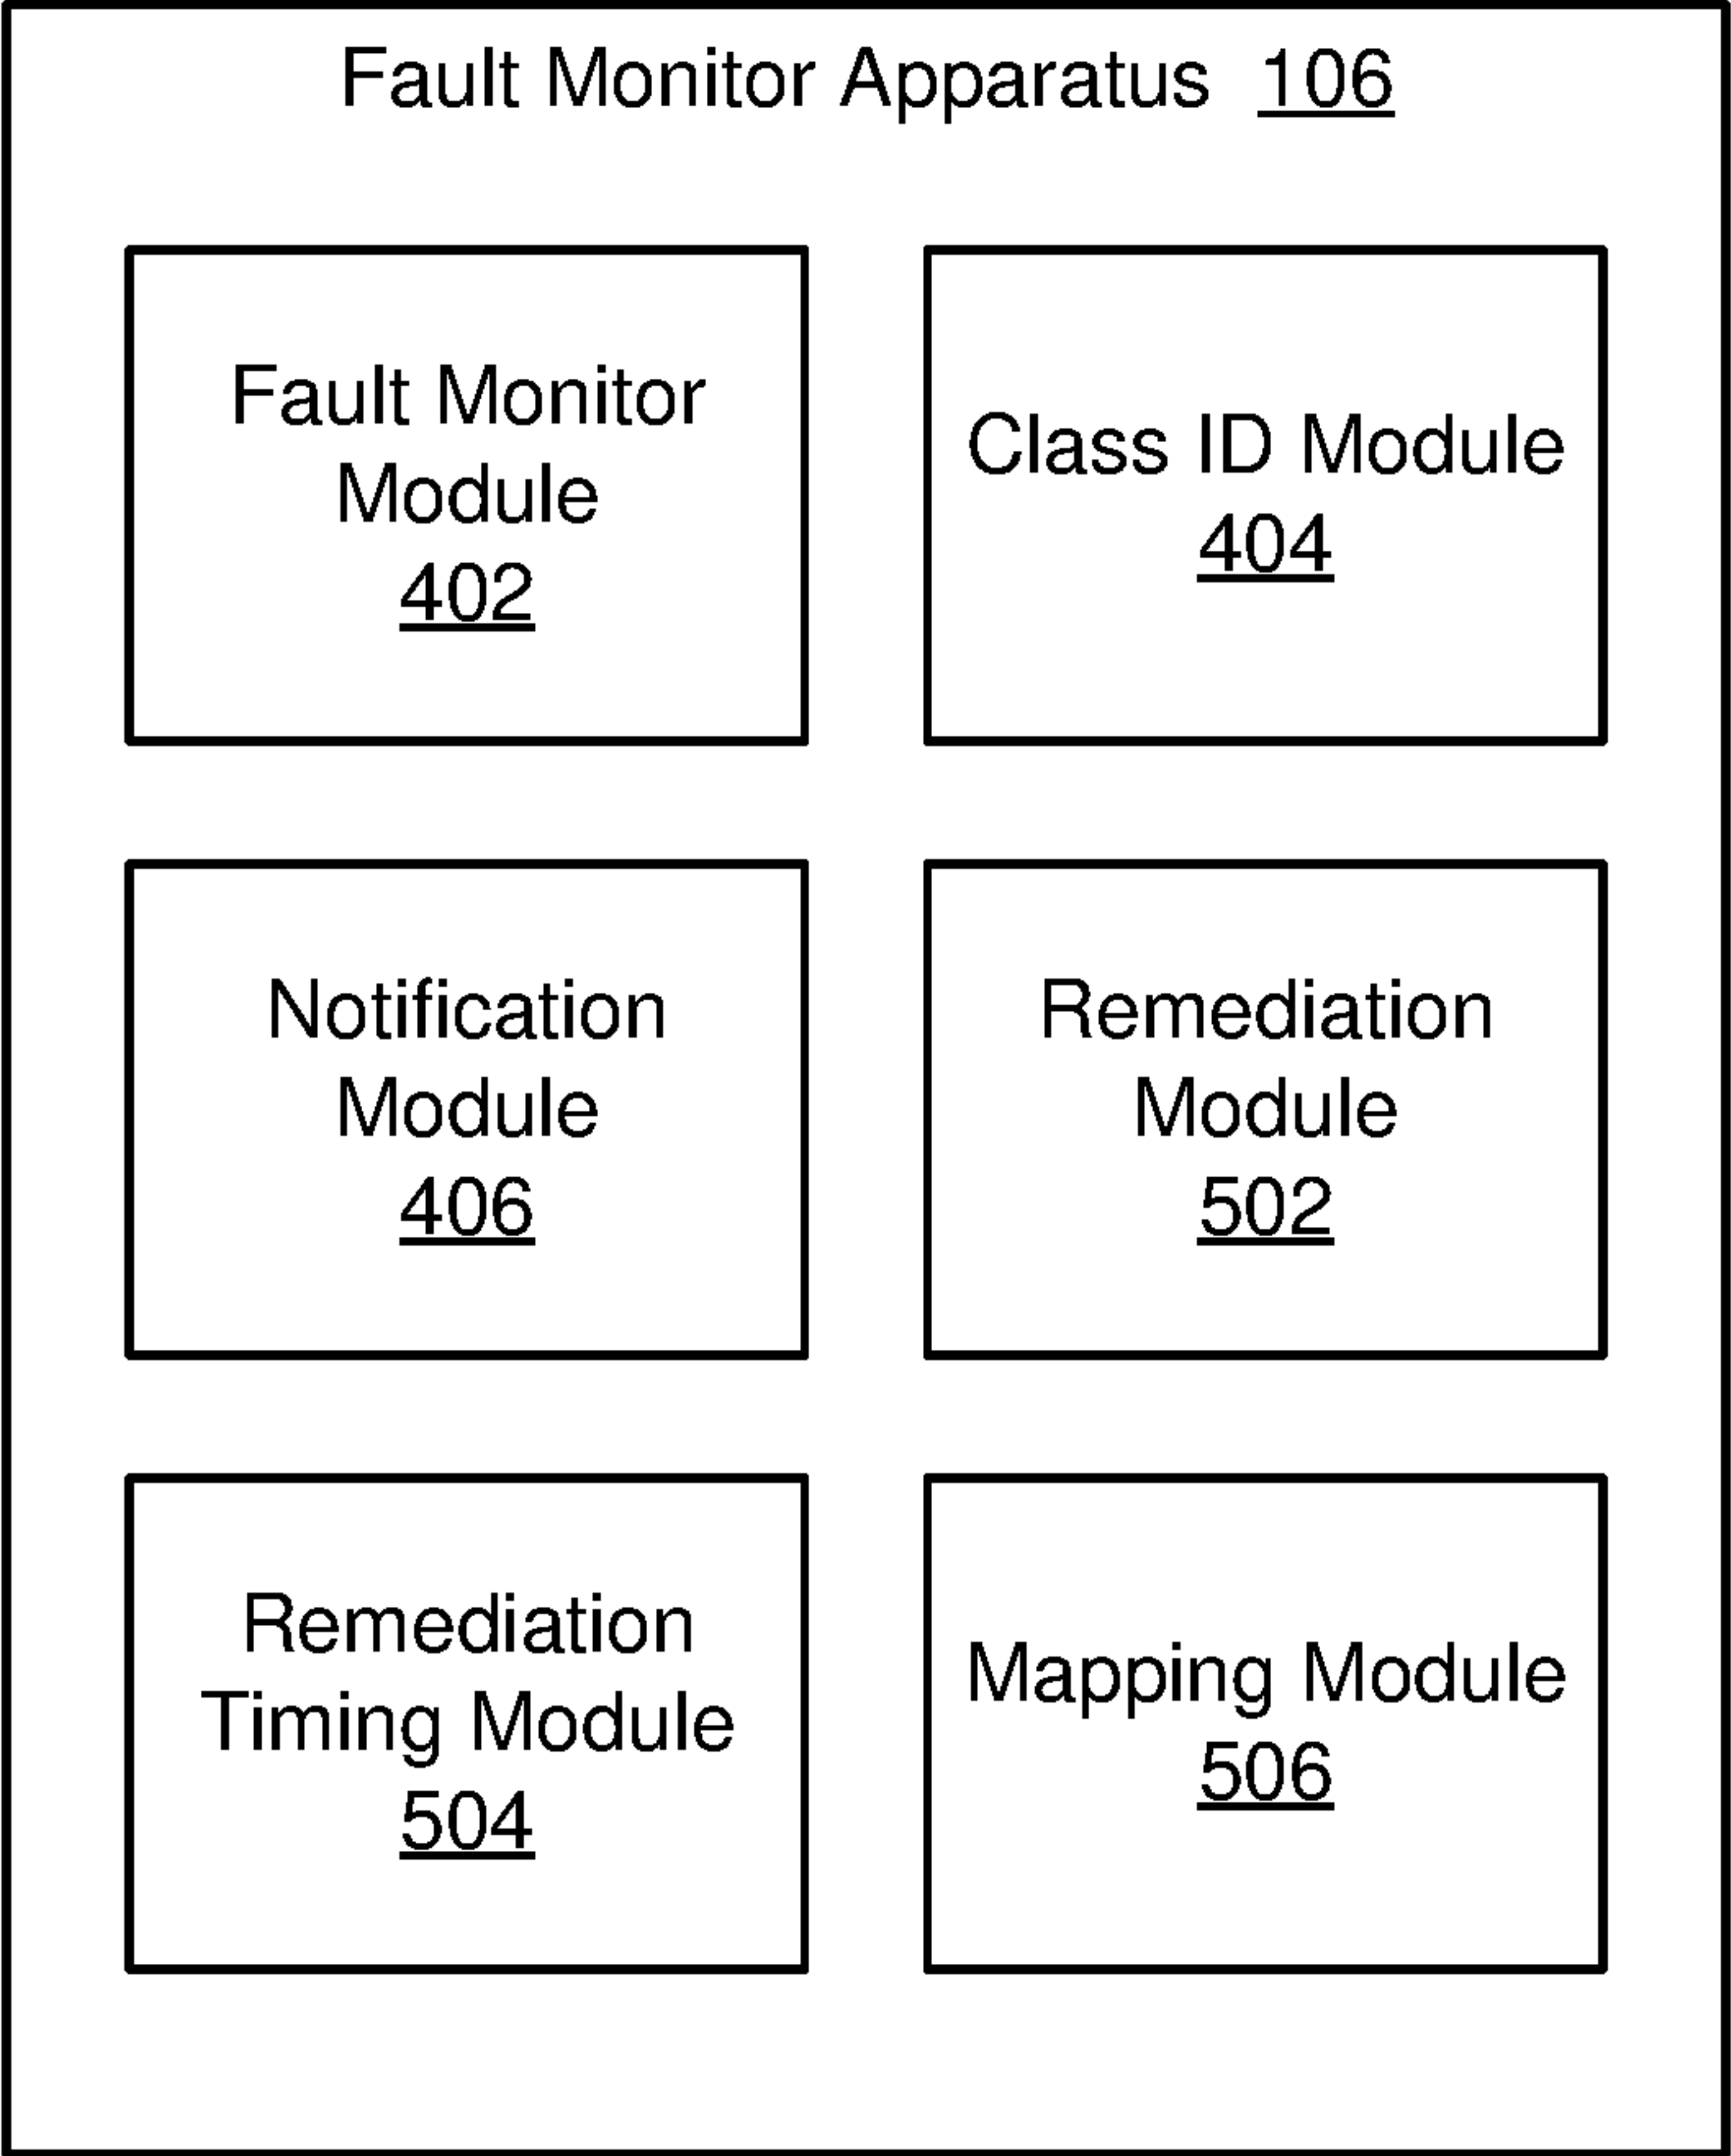 Fault Monitor Apparatus 106
Fault Monitor
Module
402
Class ID Module
404
Notification
Module
406
Remediation
Module
502
Remediation
Timing Module
504
Mapping Module
506